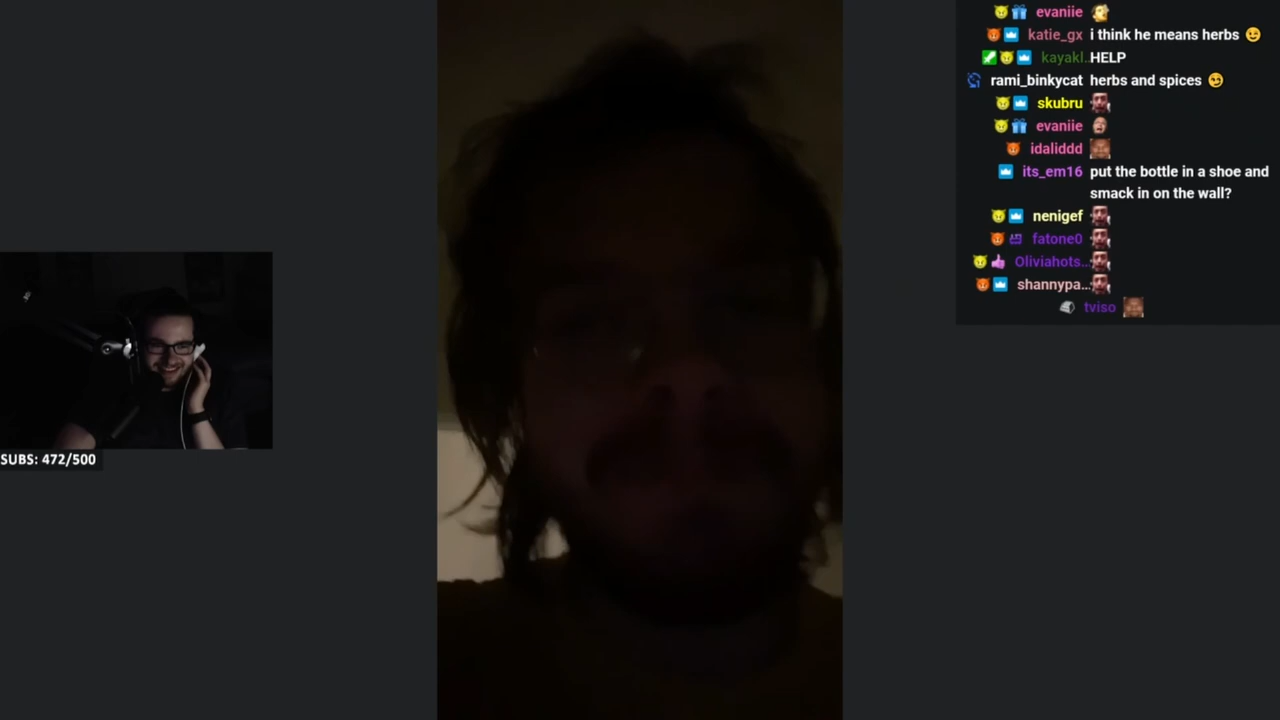 evaniie
katie_gx i think he means herbs
kayakl.. HELP
rami_binkycat herbs and spices
skubru
evaniie
idaliddd
its_em16 put the bottle in a shoe and
smack in on the wall?
nenigef
fatone0
Oliviahots...
shannypa...
tviso
SUBS: 472/500